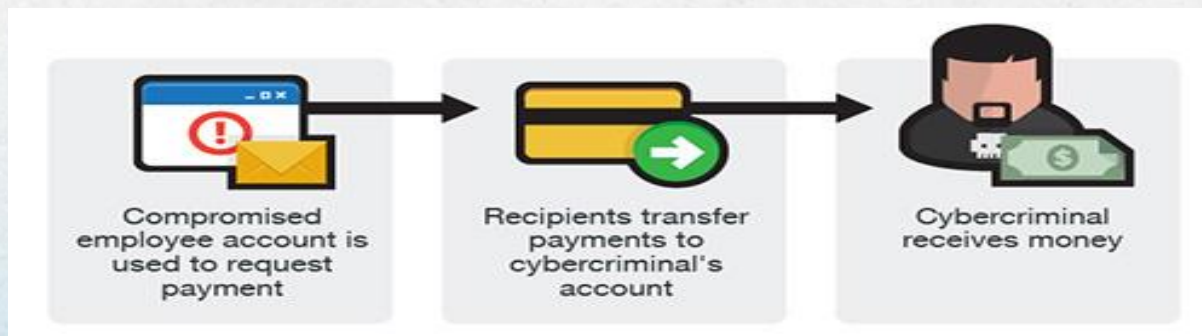 Compromised
employee account is
used to request
payment
Recipients transfer
payments to
cybercriminal's
account
Cybercriminal
receives money